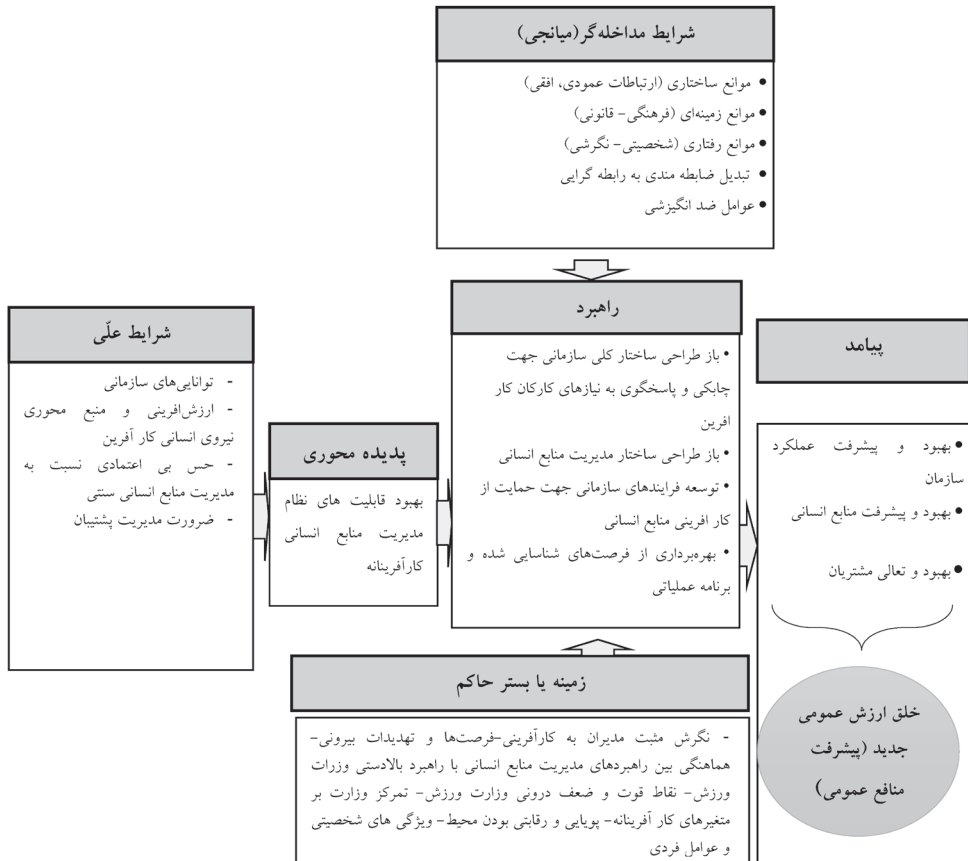 شرایط مداخله‌گر(میانجی)
• موانع ساختاری (ارتباطات عمودی، افقی)
• موانع زمینه‌ای (فرهنگی- قانونی)
• موانع رفتاری (شخصیتی- نگرشی)
• تبدیل ضابطه مندی به رابطه گرایی
• عوامل ضد انگیزشی
شرایط علّی
- توانایی‌های سازمانی
- ارزش‌افرینی و منبع محوری
نیروی انسانی کار آفرین
- حس بی اعتمادی نسبت به
مدیریت منابع انسانی سنتی
- ضرورت مدیریت پشتیبان
پدیده محوری
بهبود قابلیت های نظام
مدیریت منابع انسانی
کارآفرینانه
راهبرد
• باز طراحی ساختار کلی سازمانی جهت
چابکی و پاسخگوی به نیازهای کارکان کار
افرین
• باز طراحی ساختار مدیریت منابع انسانی
• توسعه فرایندهای سازمانی جهت حمایت از
کار افرینی منابع انسانی
• بهره‌برداری از فرصت‌های شناسایی شده و
برنامه عملیاتی
پیامد
• بهبود و پیشرفت عملکرد
سازمان
• بهبود و پیشرفت منابع انسانی
• بهبود و تعالی مشتریان
خلق ارزش عمومی
جدید (پیشرفت
منافع عمومی)
زمینه یا بستر حاکم
- نگرش مثبت مدیران به کارآفرینی-فرصت‌ها و تهدیدات بیرونی-
هماهنگی بین راهبردهای مدیریت منابع انسانی با راهبرد بالادستی وزرات
ورزش- نقاط قوت و ضعف درونی وزارت ورزش- تمرکز وزارت بر
متغیرهای کار آفرینانه- پویایی و رقابتی بودن محیط- ویژگی های شخصیتی
و عوامل فردی